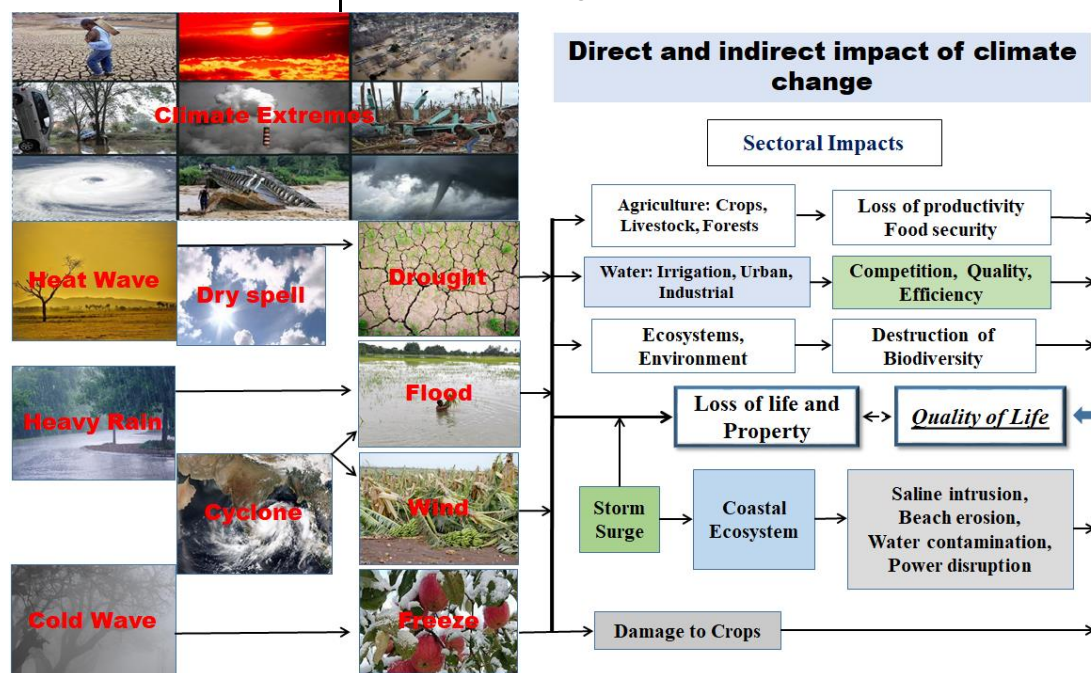 Climate Extremes
Heat Wave
Dry spell
Drought
Heavy Rain
Flood
Cyclone
Wind
Cold Wave
Freeze
Direct and indirect impact of climate
change
Sectoral Impacts
Agriculture: Crops,
Livestock, Forests
Loss of productivity
Food security
Water: Irrigation, Urban,
Industrial
Competition, Quality,
Efficiency
Ecosystems,
Environment
Destruction of
Biodiversity
Loss of life and
Property
Quality of Life
Storm
Surge
Coastal
Ecosystem
Saline intrusion,
Beach erosion,
Water contamination,
Power disruption
Damage to Crops